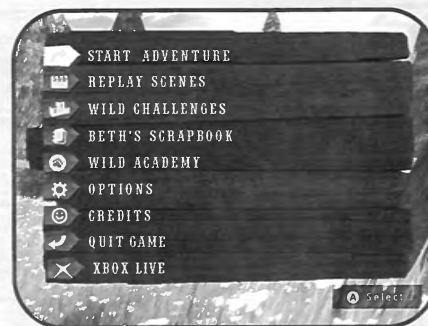 START ADVENTURE
REPLAY SCENES
WILD CHALLENGES
BETH'S SCRAPBOOK
WILD ACADEMY
OPTIONS
CREDITS
QUIT GAME
XBOX LIVE
A Select